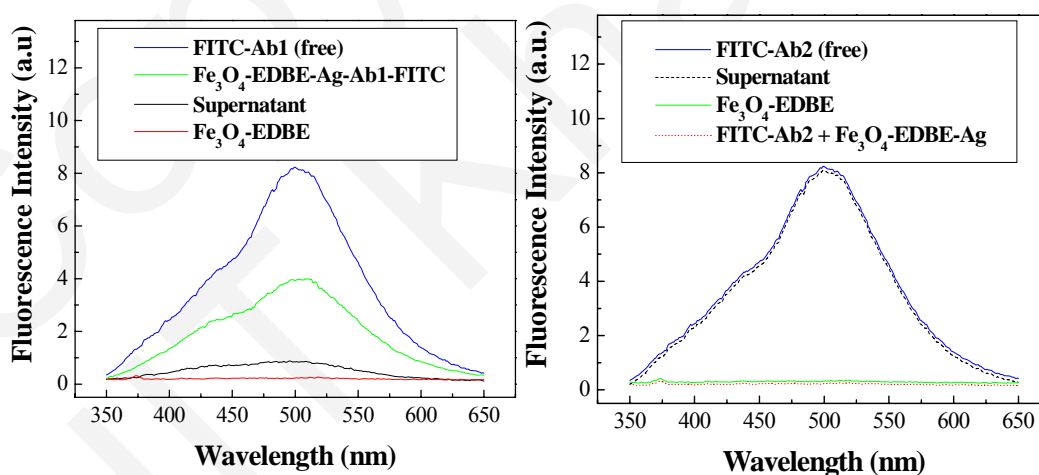 FITC-Ab1 (free)
Fe₃O₄-EDBE-Ag-Ab1-FITC
Supernatant
Fe₃O₄-EDBE
Fluorescence Intensity (a.u)
12
10
8
6
4
2
0
350 400 450 500 550 600 650
Wavelength (nm)
FITC-Ab2 (free)
Supernatant
Fe₃O₄-EDBE
FITC-Ab2 + Fe₃O₄-EDBE-Ag
Fluorescence Intensity (a.u.)
12
10
8
6
4
2
0
350 400 450 500 550 600 650
Wavelength (nm)